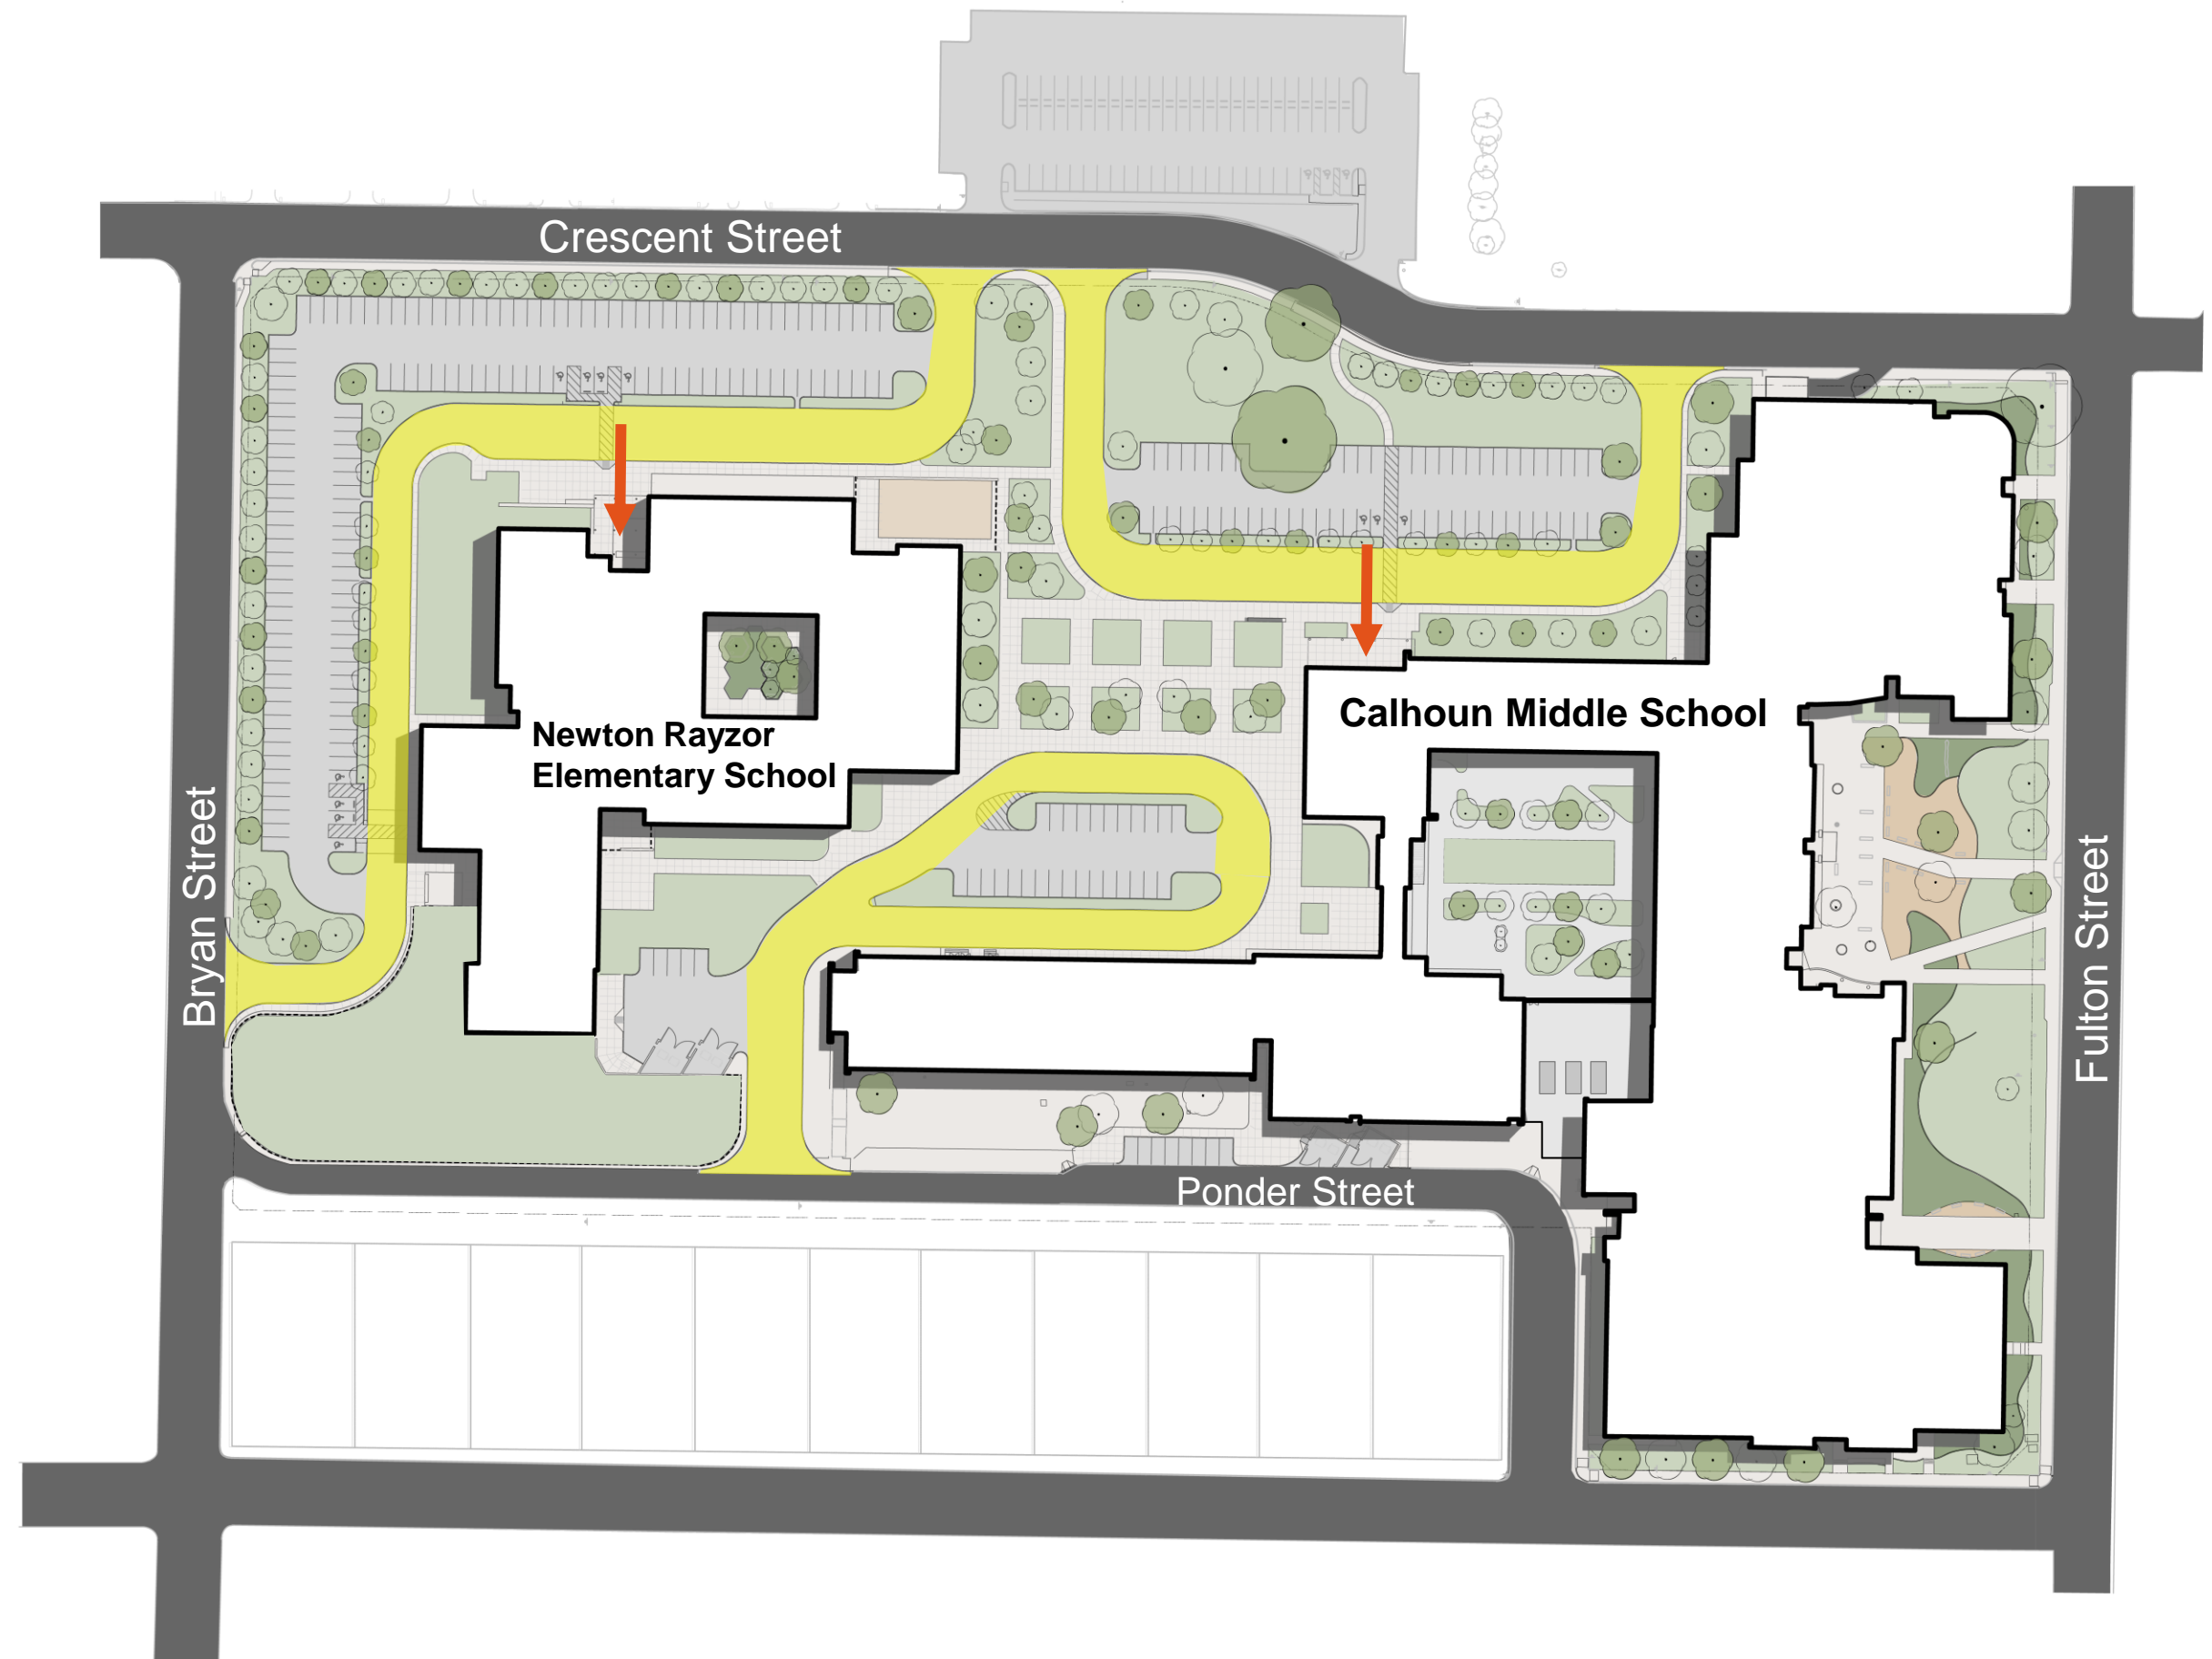 Crescent Street
Newton Rayzor
Elementary School
Calhoun Middle School
Bryan Street
Fulton Street
Ponder Street